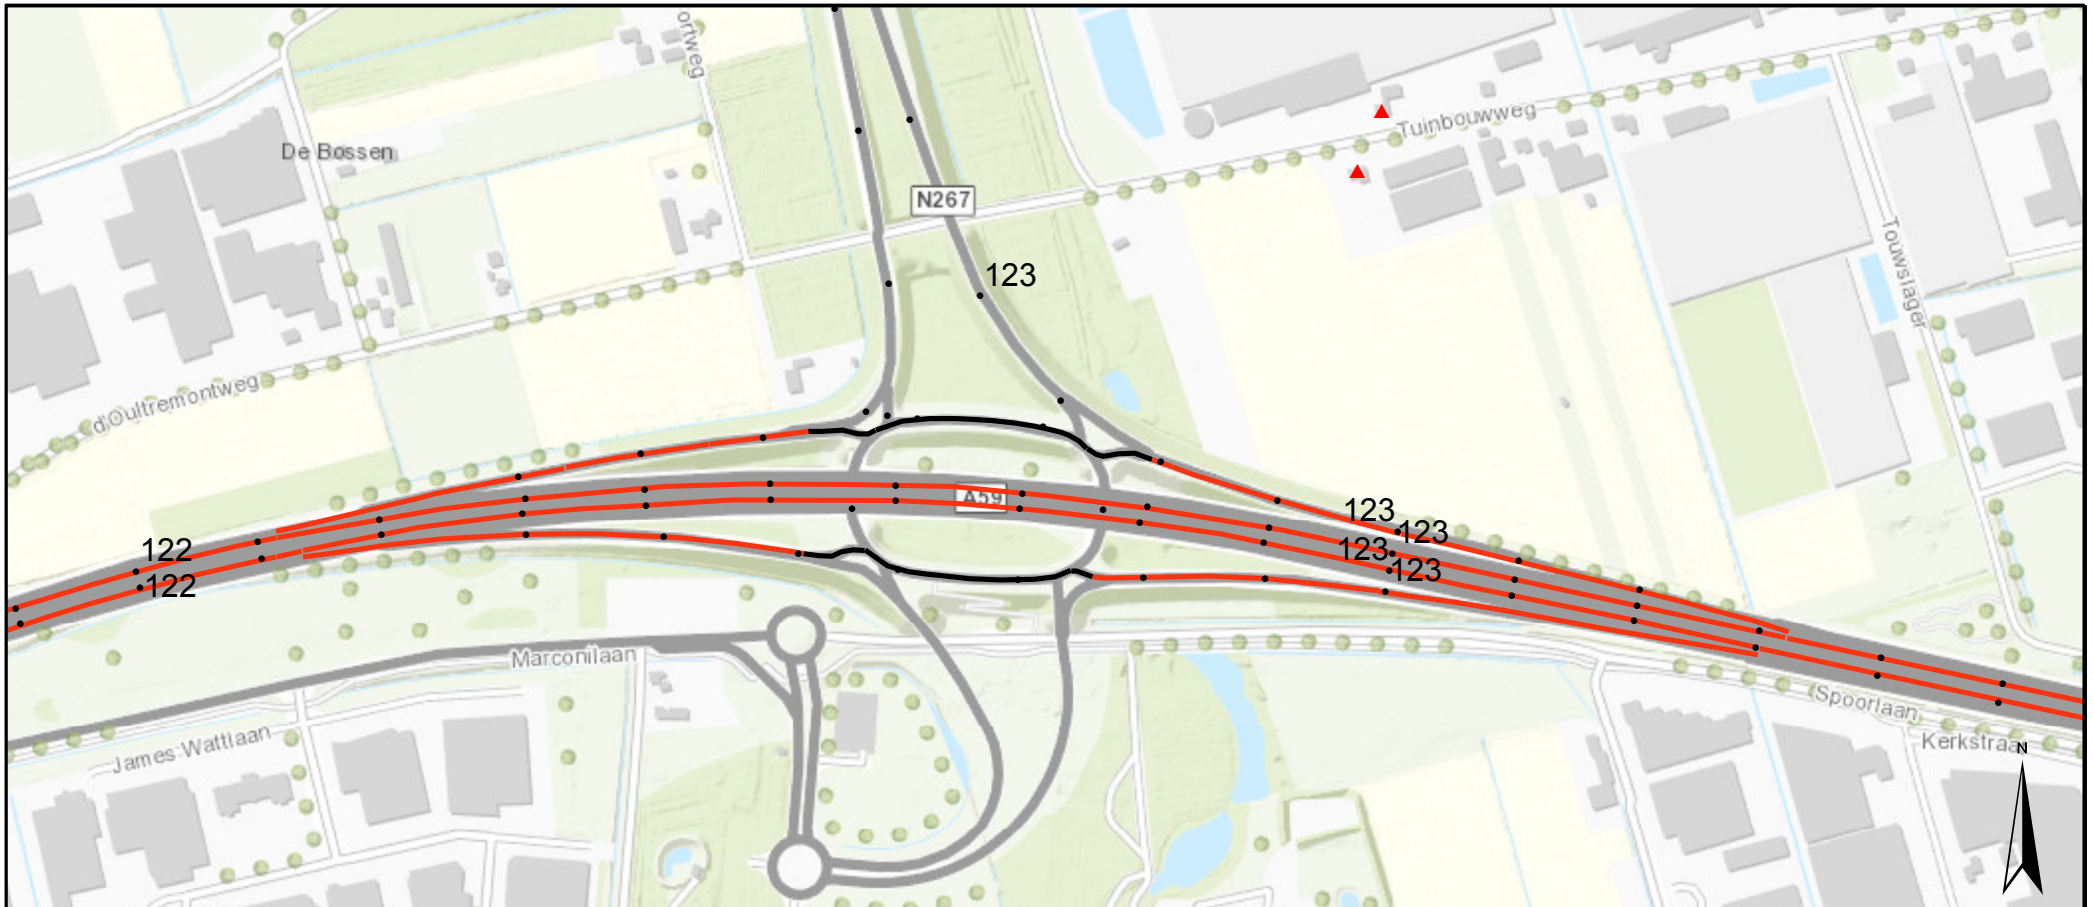 ortweg
Tuinbouwweg
De Bossen
N267
Touwslager
123
d'Oultremontweg
A59
123
123
122
123
123
122
Marconilaan
Spoorlaan
James Wattlaan
Kerkstraa
N